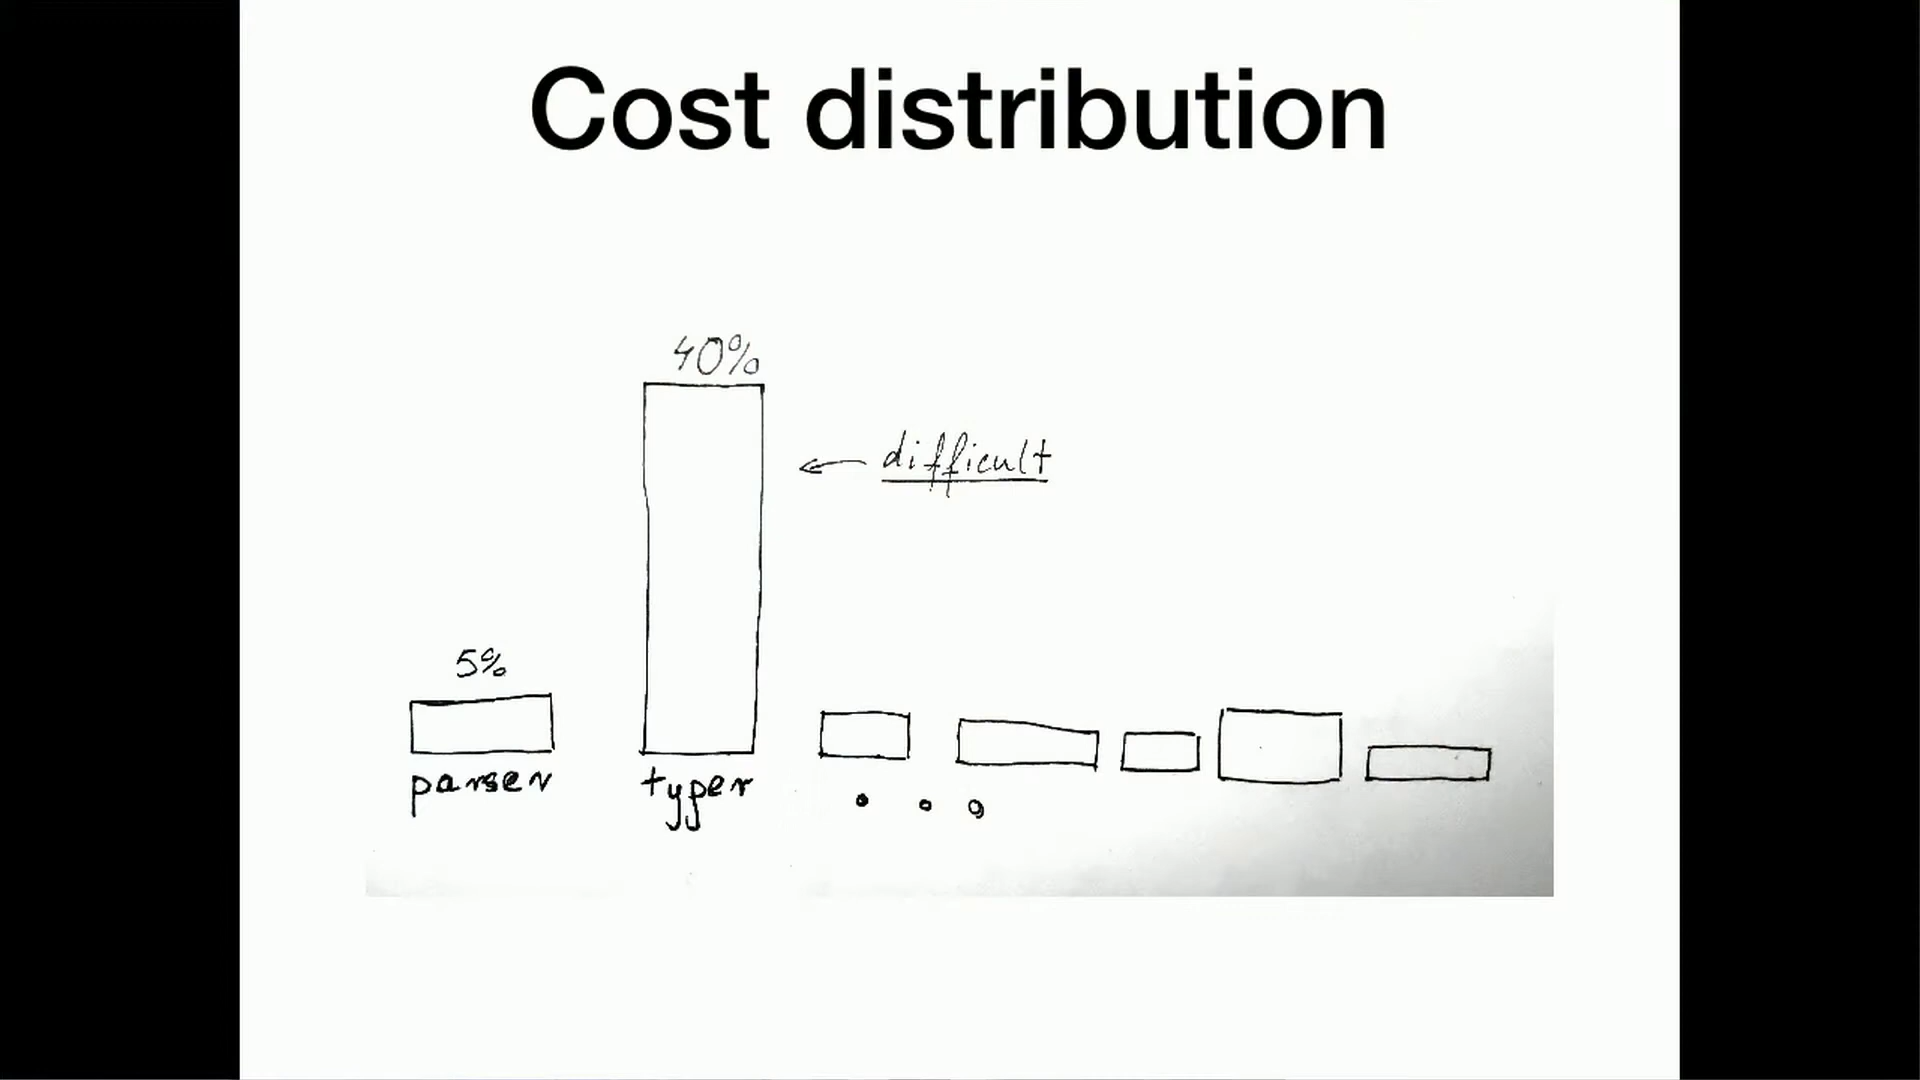 Cost distribution
40%
difficult
5%
parser
typer
...